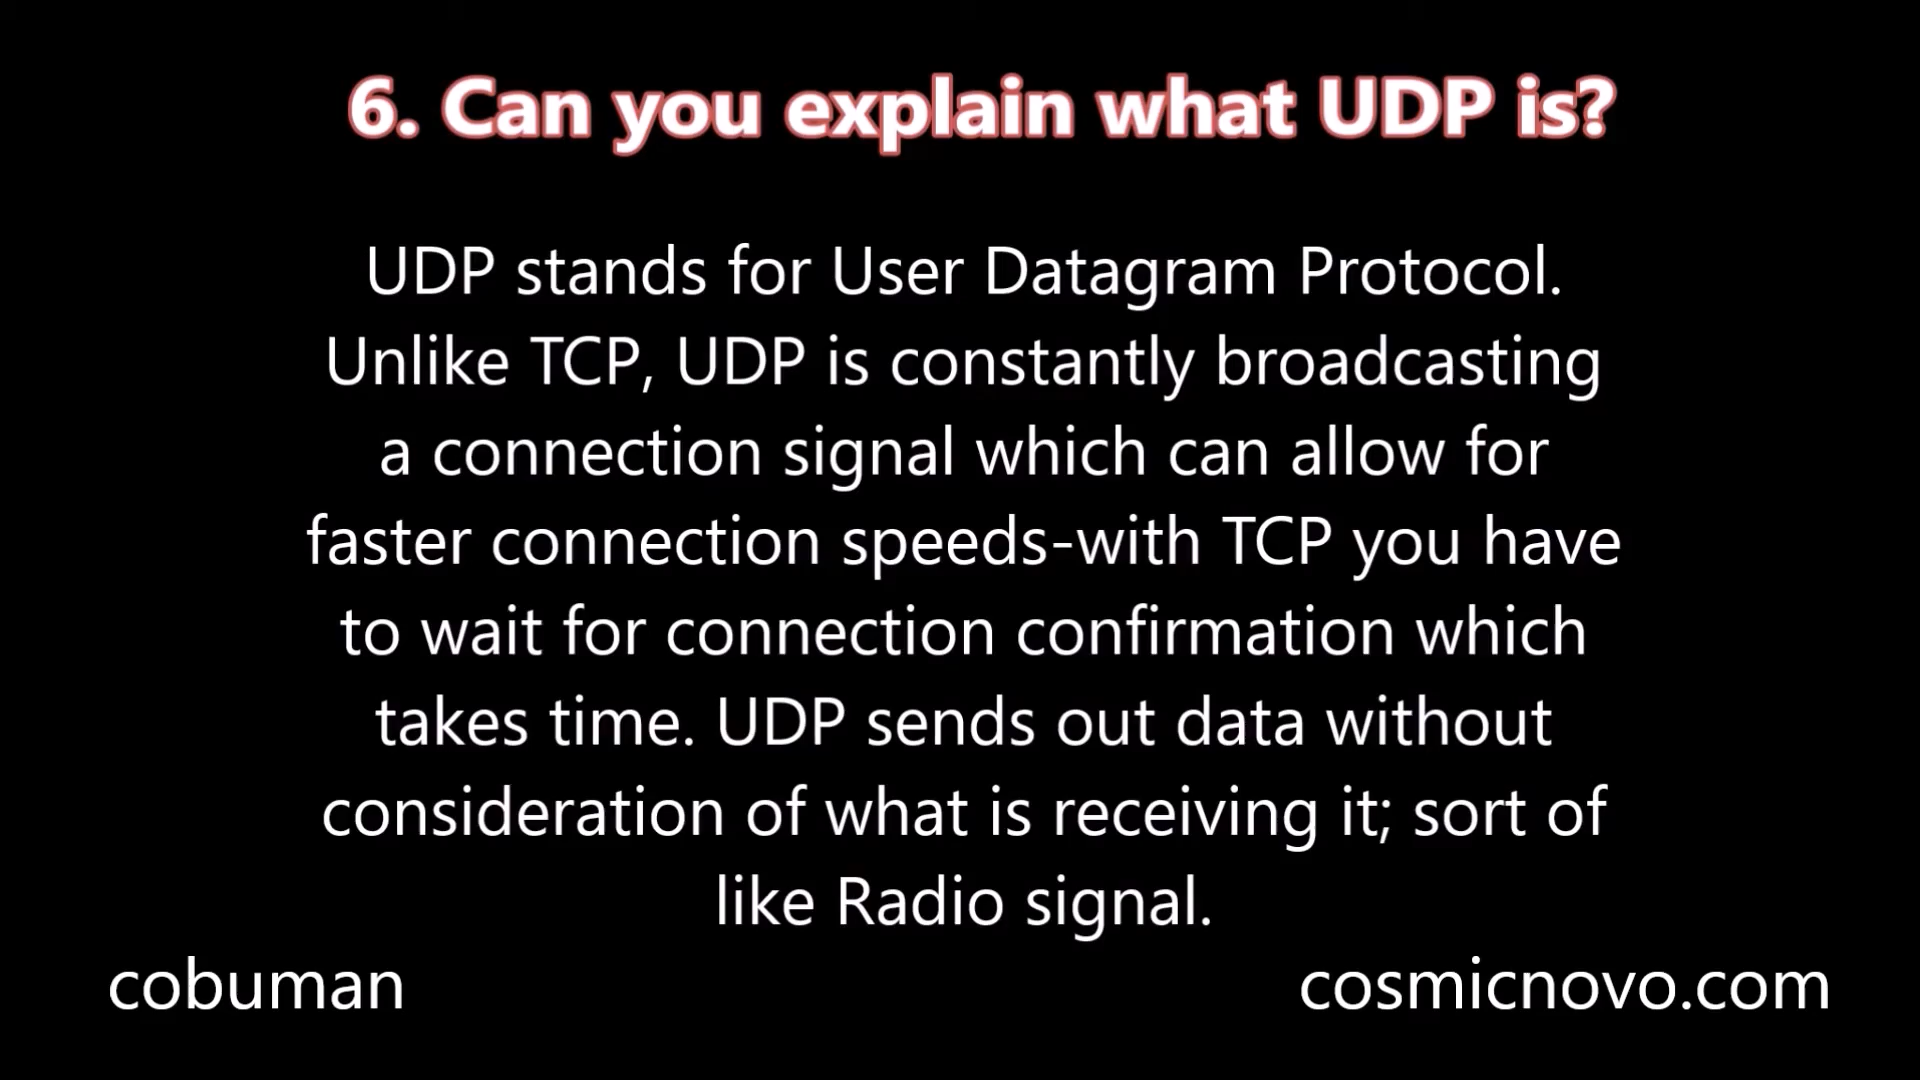 6. Can you explain what UDP is?
UDP stands for User Datagram Protocol.
Unlike TCP, UDP is constantly broadcasting
a connection signal which can allow for
faster connection speeds-with TCP you have
to wait for connection confirmation which
takes time. UDP sends out data without
consideration of what is receiving it; sort of
like Radio signal.
cobuman
cosmicnovo.com